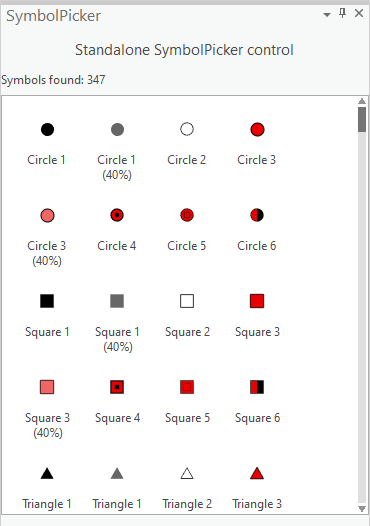 SymbolPicker
Standalone SymbolPicker control
Symbols found: 347
Circle 1 Circle 1 Circle 2 Circle 3
(40%)
Circle 3 Circle 4 Circle 5 Circle 6
(40%)
Square 1 Square 1 Square 2 Square 3
(40%)
Square 3 Square 4 Square 5 Square 6
(40%)
Triangle 1 Triangle 1 Triangle 2 Triangle 3